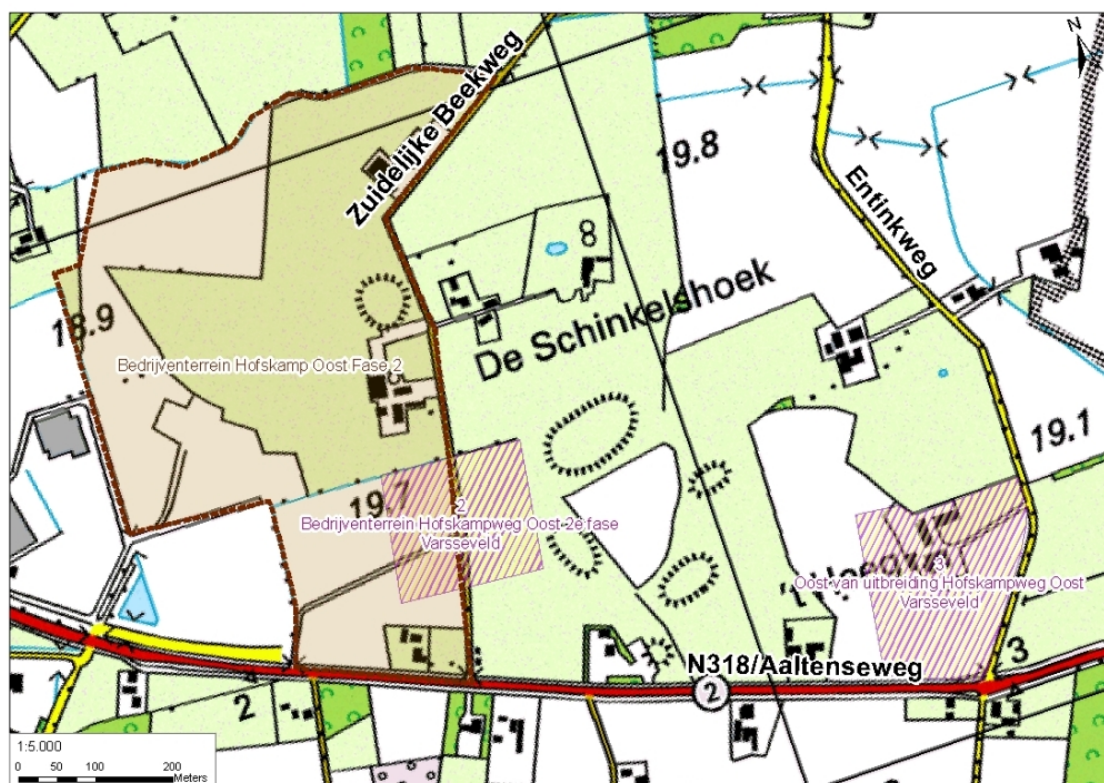 N
Zuidelijke Beekweg
19.8
Entinkweg
8
De Schinkelshoek
18.9
Bedrijventerrein Hofskamp Oost Fase 2
5
19.1
19.7
2
Bedrijventerrein Hofskampweg Oost 2e fase
Varsseveld
3
Oost van uitbreiding Hofskampweg Oost
Varsseveld
N318/Aaltenseweg
3
2
2
1:5.000
0 50 100 200
Meters